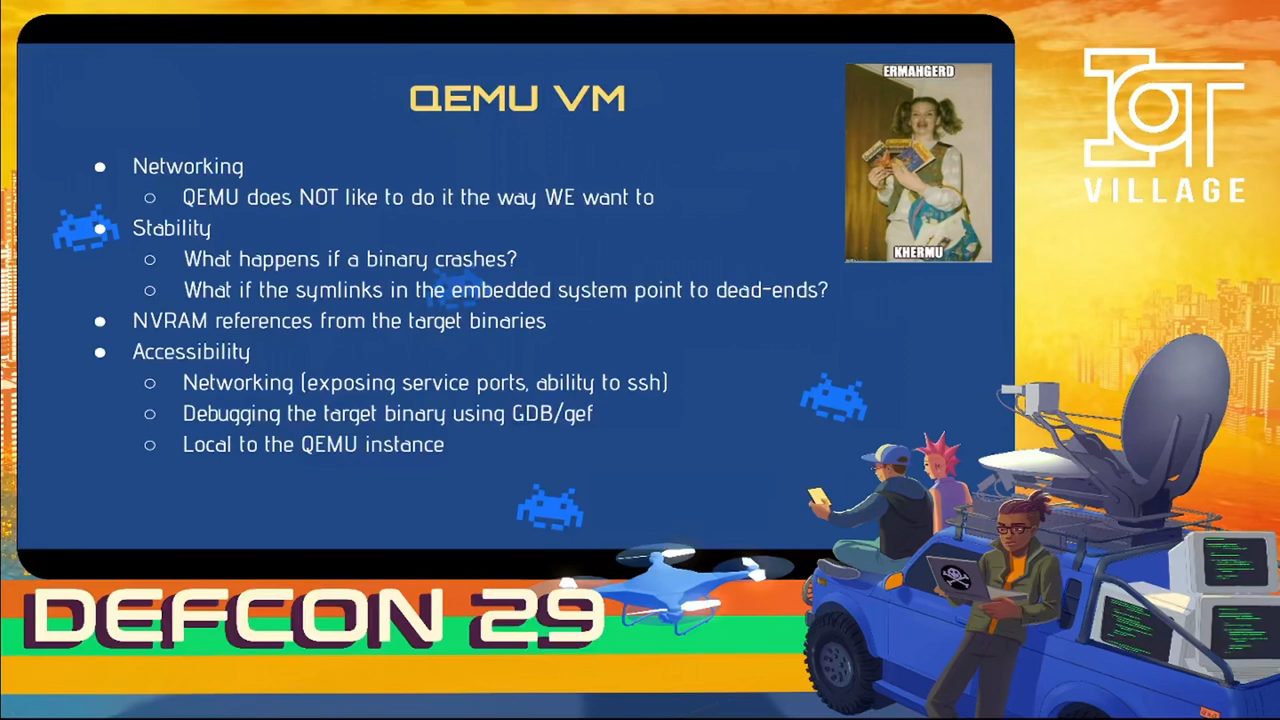 QEMU VM
ERMAHGERD
KHERMU
● Networking
○ QEMU does NOT like to do it the way WE want to
● Stability
○ What happens if a binary crashes?
○ What if the symlinks in the embedded system point to dead-ends?
● NVRAM references from the target binaries
● Accessibility
○ Networking (exposing service ports, ability to ssh)
○ Debugging the target binary using GDB/gef
○ Local to the QEMU instance
IOT
VILLAGE
DEFCON 29